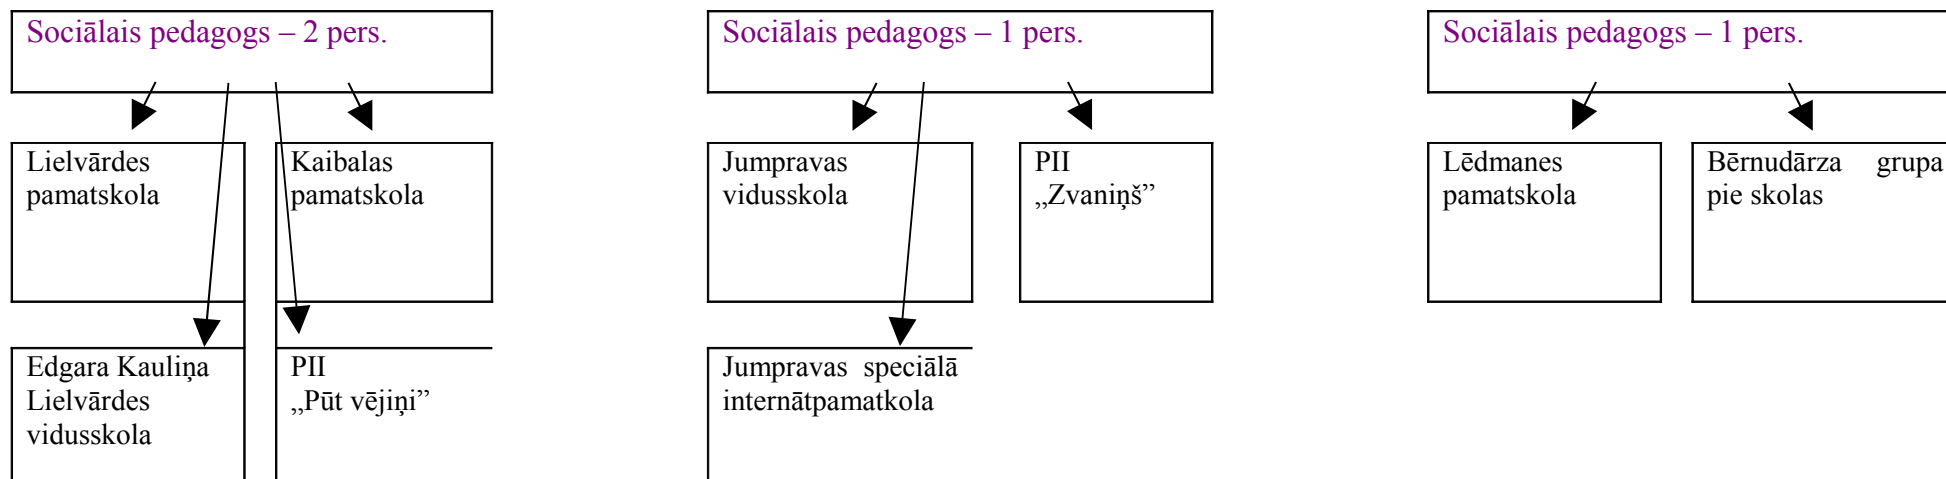 Sociālais pedagogs – 2 pers.
Lielvārdes
pamatskola
Kaibalas
pamatskola
Edgara Kauliņa
Lielvārdes
vidusskola
PII
„Pūt vējiņi”
Sociālais pedagogs – 1 pers.
Jumpravas
vidusskola
PII
„Zvaniņš”
Jumpravas speciālā
internātpamatkola
Sociālais pedagogs – 1 pers.
Lēdmanes
pamatskola
Bērnudārza grupa
pie skolas